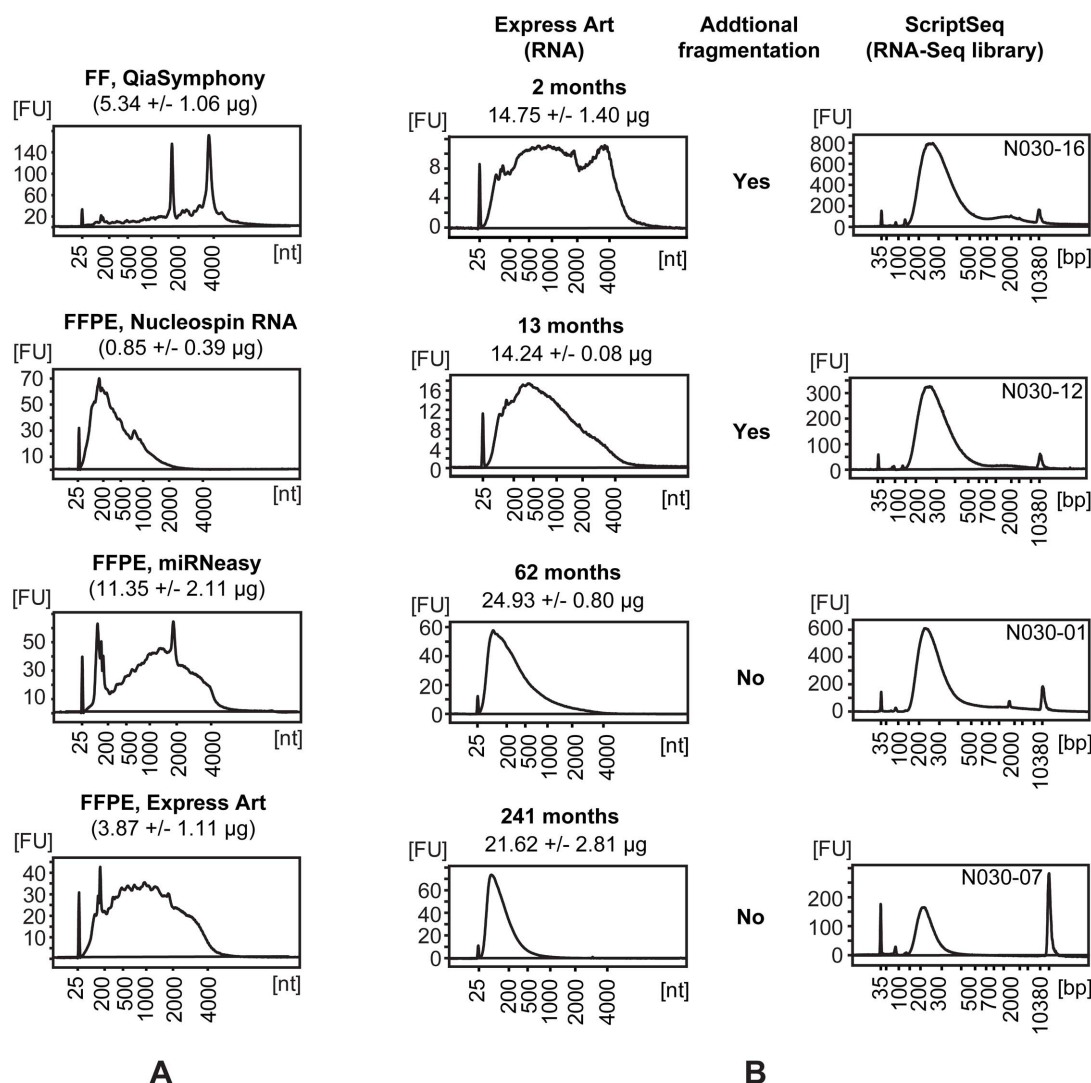 FF, QiaSymphony
(5.34 +/- 1.06 µg)
[FU]
140
100
60
20
25
200
500
1000
2000
4000
[nt]
FFPE, Nucleospin RNA
(0.85 +/- 0.39 µg)
[FU]
70
50
30
10
25
200
500
1000
2000
4000
[nt]
FFPE, miRNeasy
(11.35 +/- 2.11 µg)
[FU]
50
30
10
25
200
500
1000
2000
4000
[nt]
FFPE, Express Art
(3.87 +/- 1.11 µg)
[FU]
40
30
20
10
25
200
500
1000
2000
4000
[nt]
A
Express Art
(RNA)
Addtional
fragmentation
ScriptSeq
(RNA-Seq library)
2 months
14.75 +/- 1.40 µg
[FU]
8
4
0
25
200
500
1000
2000
4000
[nt]
Yes
[FU]
N030-16
800
600
400
200
0
35
100
200
300
500
700
2000
10380
[bp]
13 months
14.24 +/- 0.08 µg
[FU]
16
12
8
4
0
25
200
500
1000
2000
4000
[nt]
Yes
[FU]
N030-12
300
200
100
0
35
100
200
300
500
700
2000
10380
[bp]
62 months
24.93 +/- 0.80 µg
[FU]
60
40
20
0
25
200
500
1000
2000
4000
[nt]
No
[FU]
N030-01
600
400
200
0
35
100
200
300
500
700
2000
10380
[bp]
241 months
21.62 +/- 2.81 µg
[FU]
60
40
20
0
25
200
500
1000
2000
4000
[nt]
No
[FU]
N030-07
200
100
0
35
100
200
300
500
700
2000
10380
[bp]
B